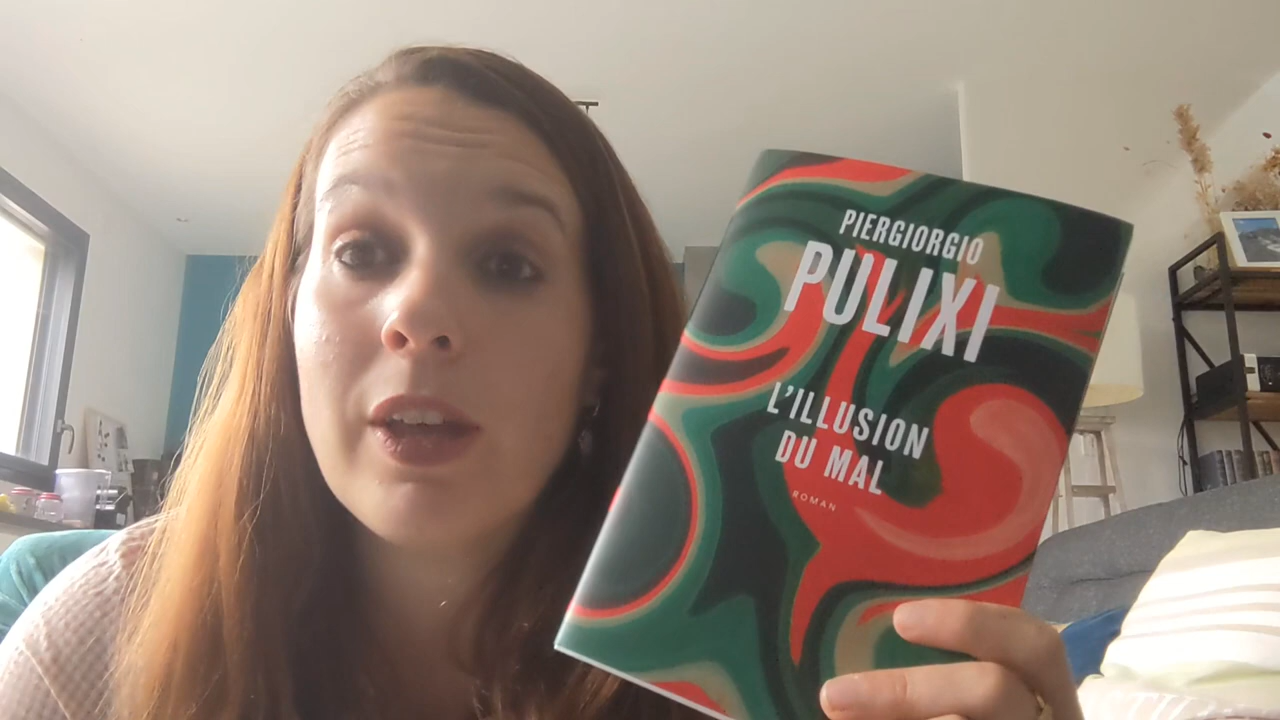 PIERGIORGIO
PULIXI
L'ILLUSION
DU MAL
ROMAN